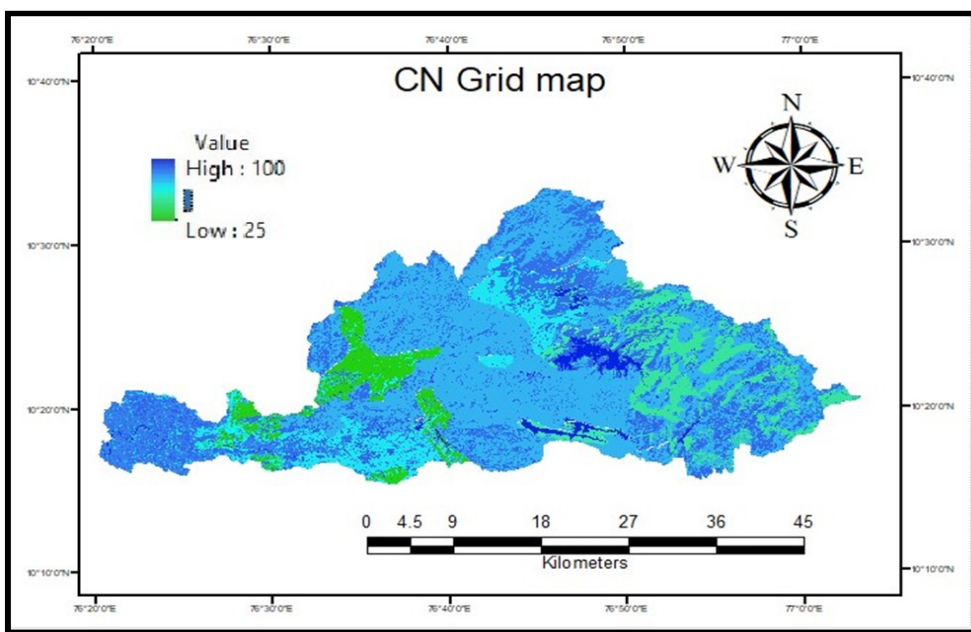 76°20'0"E 76°30'0"E 76°40'0"E 76°50'0"E 77°0'0"E
CN Grid map
10°40'0"N 10°40'0"N
Value
High : 100
Low : 25
N
W E
S
10°30'0"N 10°30'0"N
10°20'0"N 10°20'0"N
0 4.5 9 18 27 36 45
Kilometers
10°10'0"N 10°10'0"N
76°20'0"E 76°30'0"E 76°40'0"E 76°50'0"E 77°0'0"E